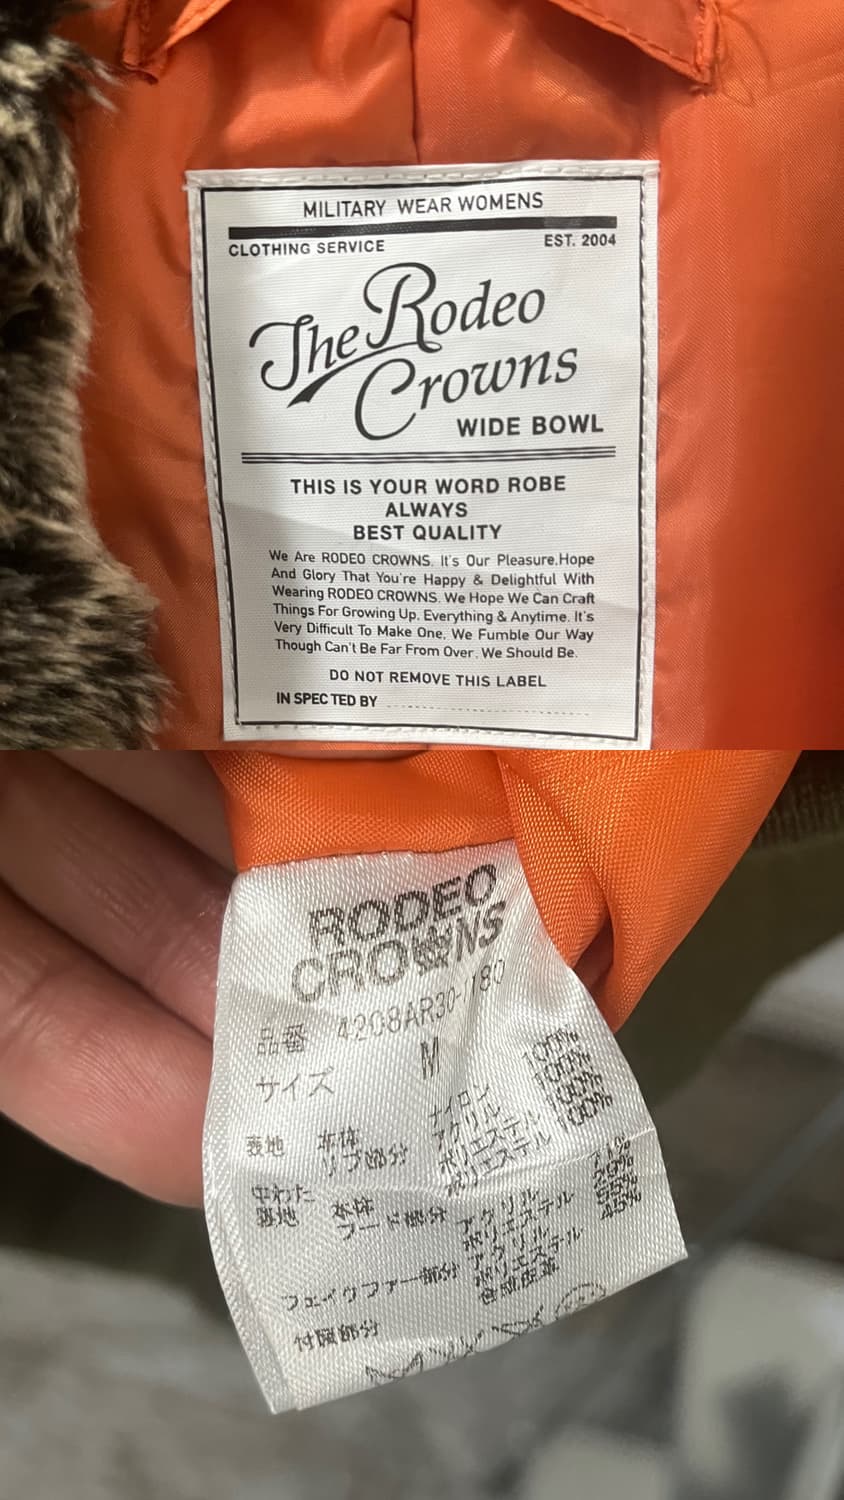 MILITARY WEAR WOMENS
CLOTHING SERVICE EST. 2004
The Rodeo
Crowns
WIDE BOWL
THIS IS YOUR WORD ROBE
ALWAYS
BEST QUALITY
We Are RODEO CROWNS. It's Our Pleasure.Hope
And Glory That You're Happy & Delightful With
Wearing RODEO CROWNS. We Hope We Can Craft
Things For Growing Up. Everything & Anytime. It's
Very Difficult To Make One. We Fumble Our Way
Though Can't Be Far From Over. We Should Be.
DO NOT REMOVE THIS LABEL
IN SPEC TED BY
RODEO
CROWNS
品番
サイズ M
表地 本体 ナイロン
リブ部分 アクリル
ポリエステル
中わた ポリエステル
裏地 本体
フード部分 アクリル
ポリエステル
アクリル
フェイクファー部分 ポリエステル
付属部分 合成皮革